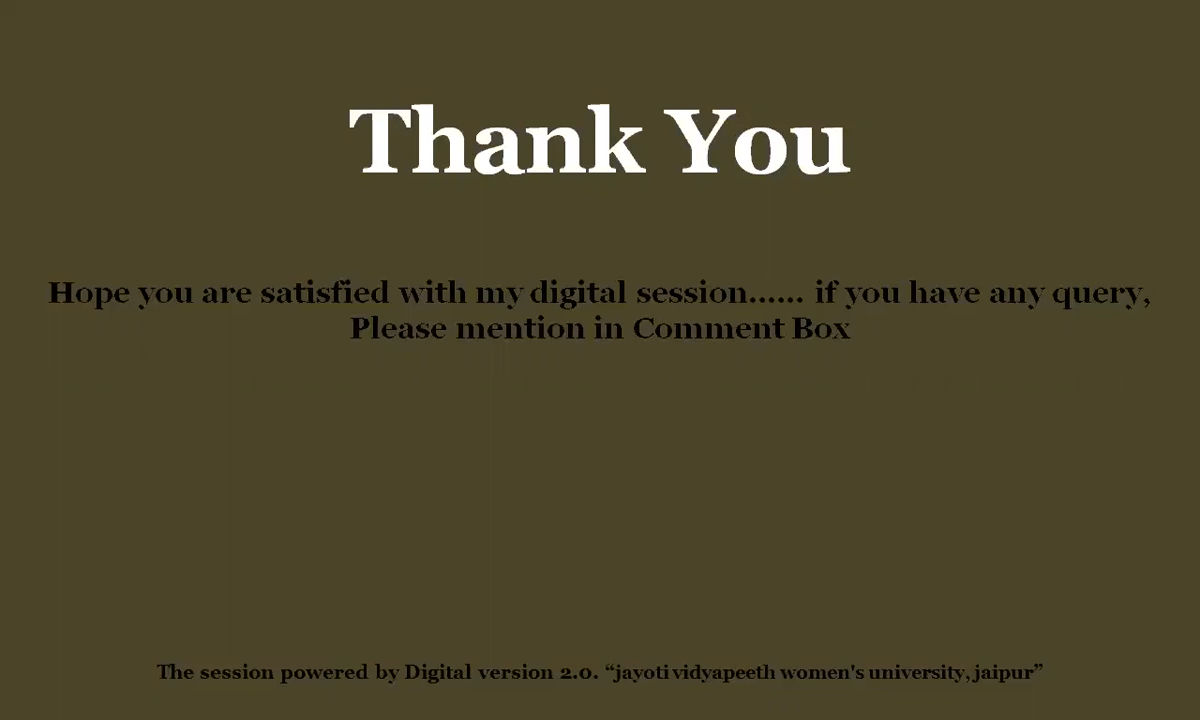 Thank You
Hope you are satisfied with my digital session...... if you have any query,
Please mention in Comment Box
The session powered by Digital version 2.0. “jayoti vidyapeeth women's university, jaipur”